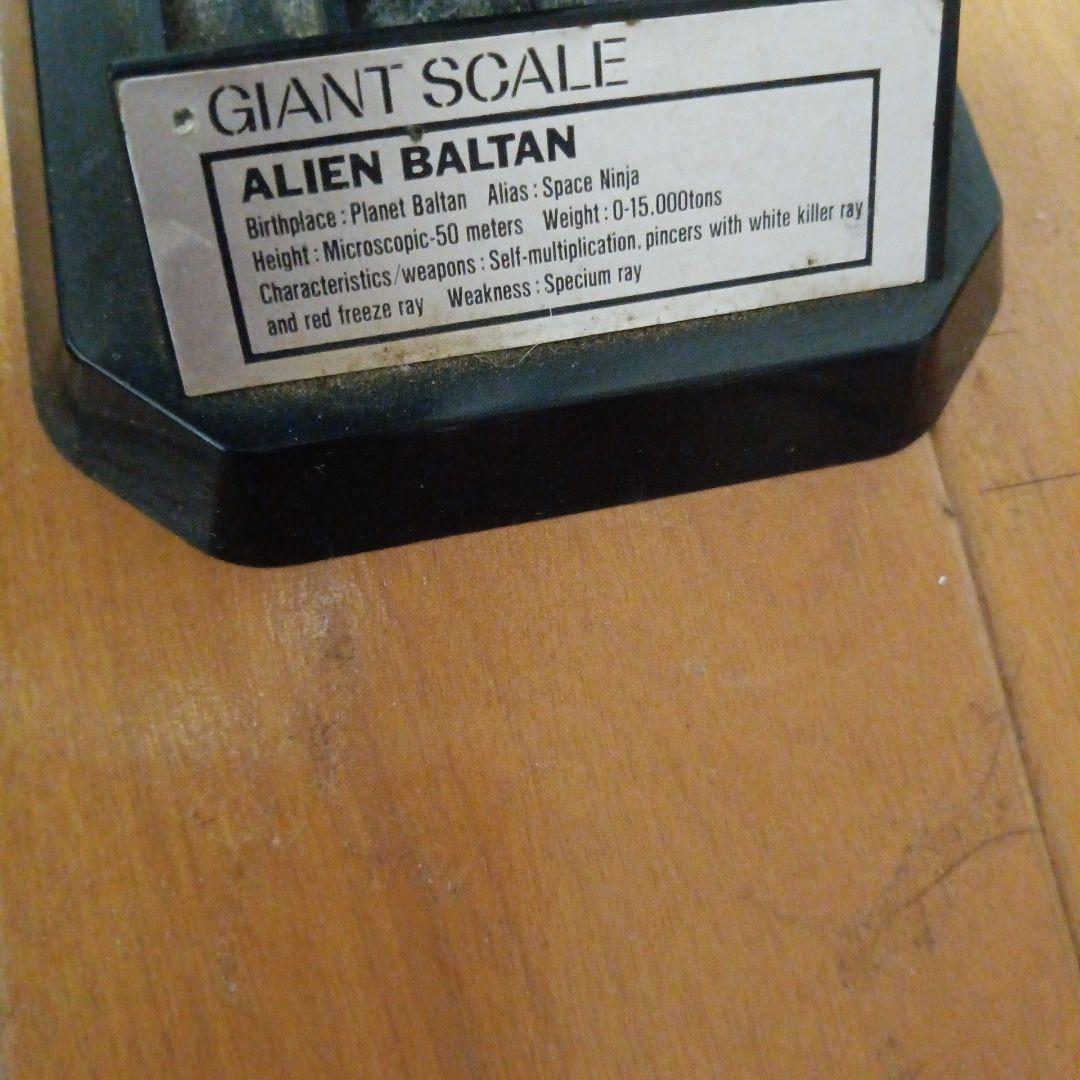 GIANT SCALE
ALIEN BALTAN
Birthplace : Planet Baltan Alias : Space Ninja
Height : Microscopic-50 meters Weight : 0-15,000tons
Characteristics/weapons : Self-multiplication, pincers with white killer ray
and red freeze ray Weakness : Specium ray